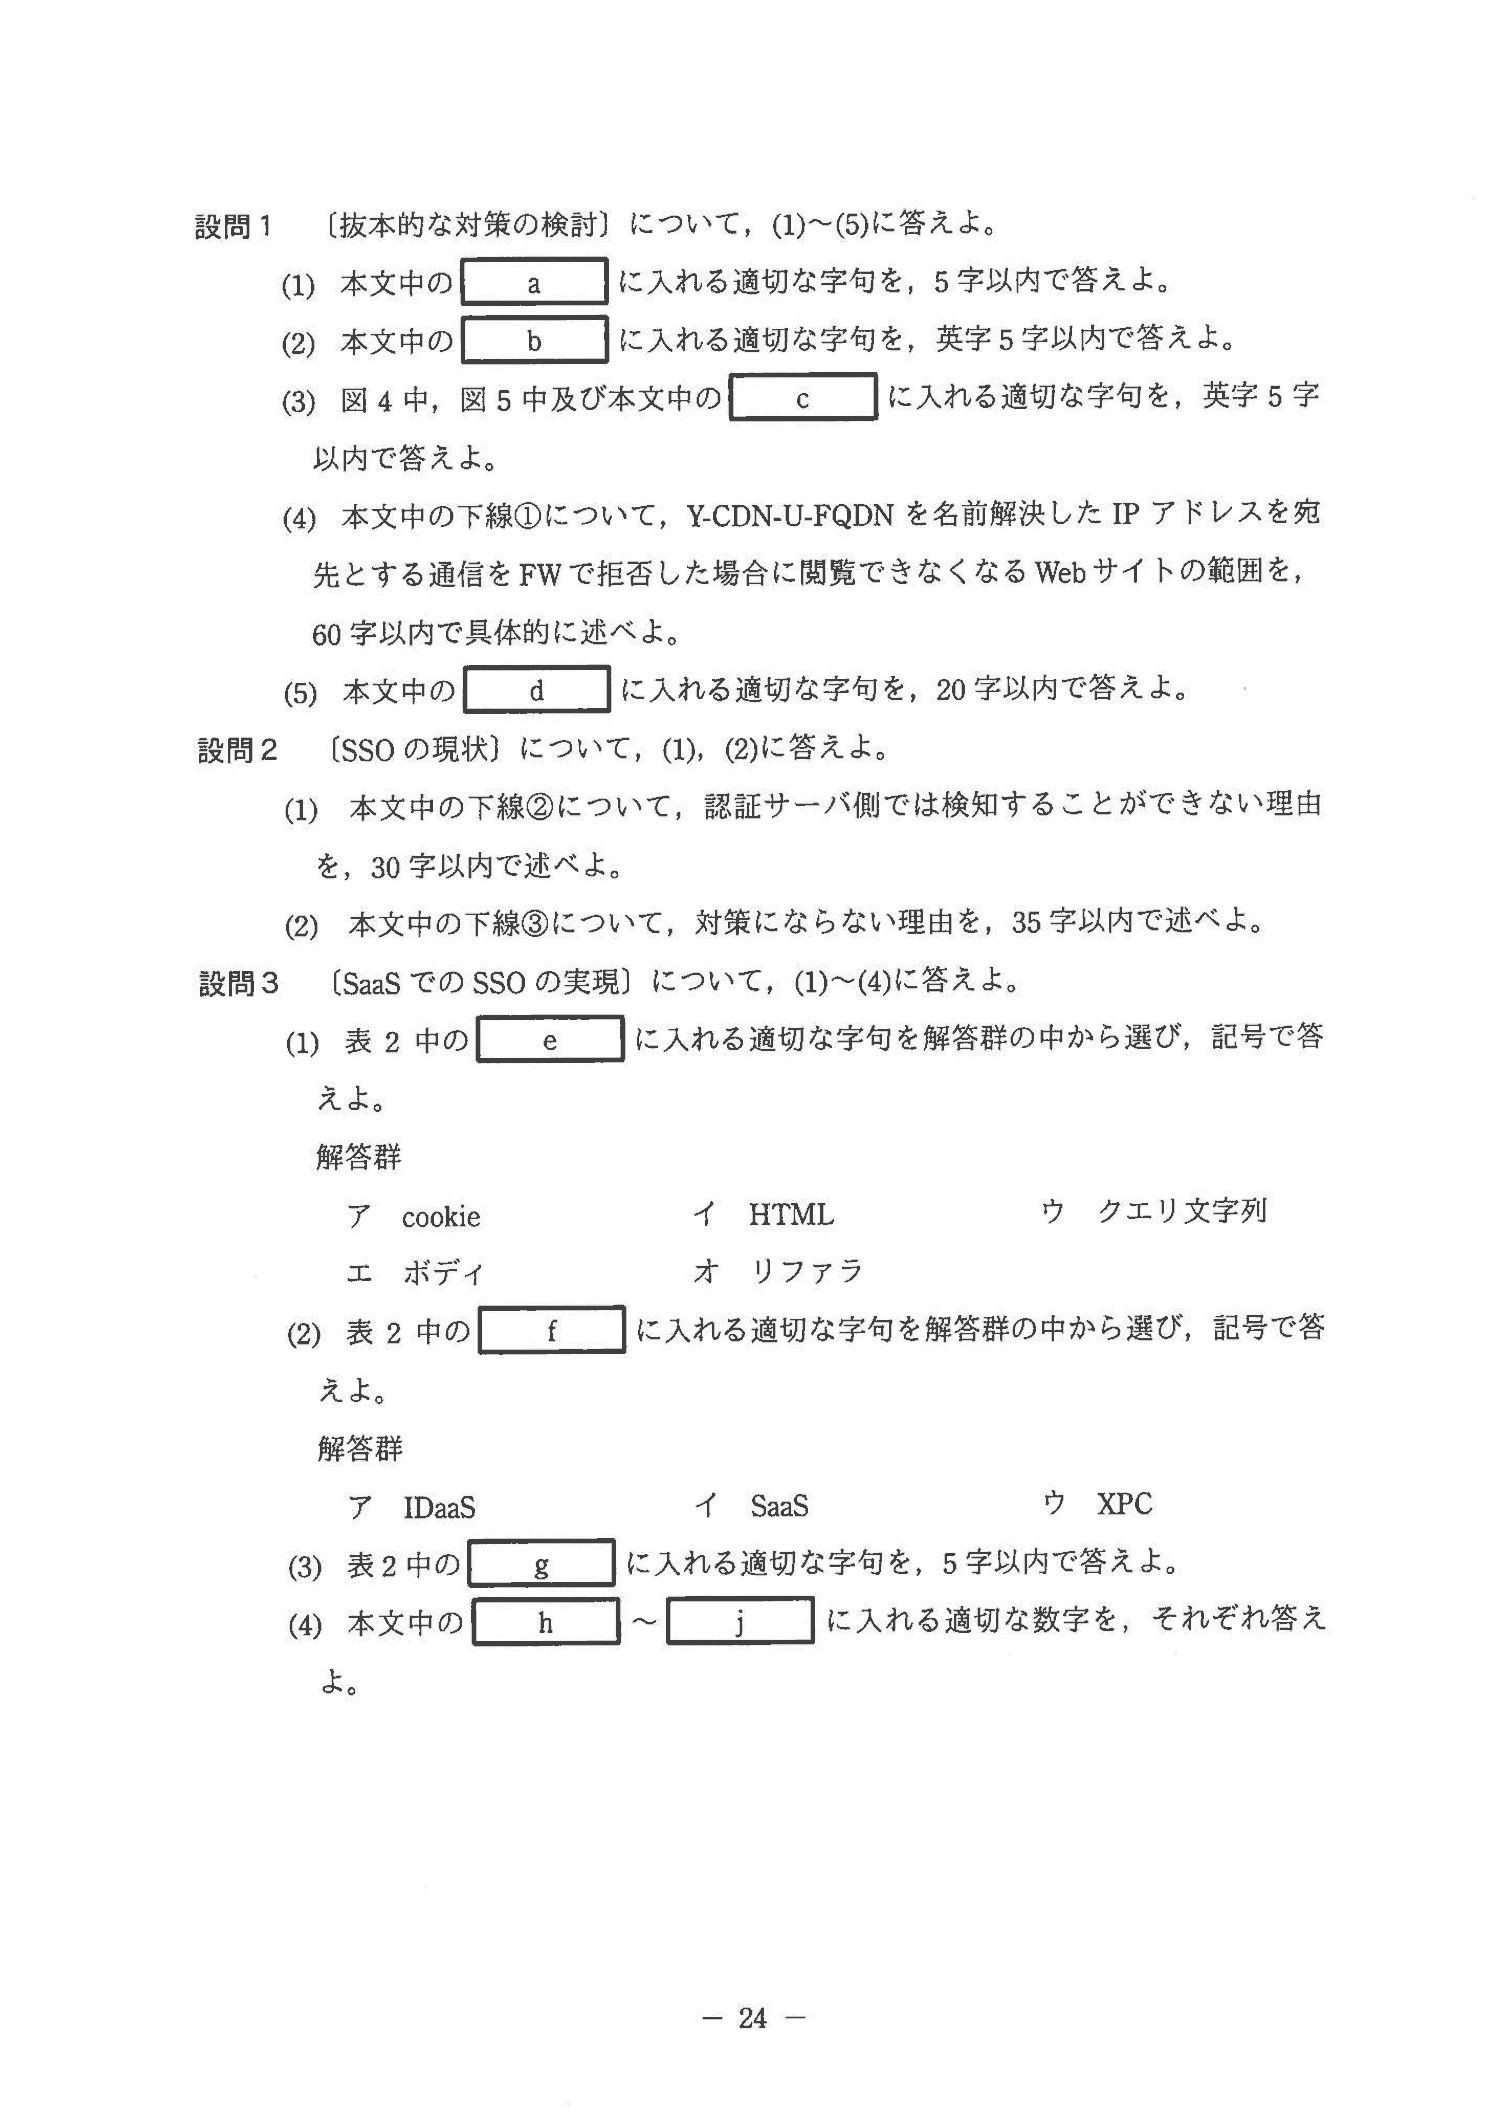 設問1 〔抜本的な対策の検討〕について，(1)～(5)に答えよ。
(1) 本文中の a に入れる適切な字句を，5字以内で答えよ。
(2) 本文中の b に入れる適切な字句を，英字5字以内で答えよ。
(3) 図4中，図5中及び本文中の c に入れる適切な字句を，英字5字
以内で答えよ。
(4) 本文中の下線①について，Y-CDN-U-FQDN を名前解決した IP アドレスを宛
先とする通信を FW で拒否した場合に閲覧できなくなる Web サイトの範囲を，
60字以内で具体的に述べよ。
(5) 本文中の d に入れる適切な字句を，20字以内で答えよ。
設問2 〔SSO の現状〕について，(1)，(2)に答えよ。
(1) 本文中の下線②について，認証サーバ側では検知することができない理由
を，30字以内で述べよ。
(2) 本文中の下線③について，対策にならない理由を，35字以内で述べよ。
設問3 〔SaaS での SSO の実現〕について，(1)～(4)に答えよ。
(1) 表2中の e に入れる適切な字句を解答群の中から選び，記号で答
えよ。
解答群
ア cookie イ HTML ウ クエリ文字列
エ ボディ オ リファラ
(2) 表2中の f に入れる適切な字句を解答群の中から選び，記号で答
えよ。
解答群
ア IDaaS イ SaaS ウ XPC
(3) 表2中の g に入れる適切な字句を，5字以内で答えよ。
(4) 本文中の h ～ j に入れる適切な数字を，それぞれ答え
よ。
－ 24 －